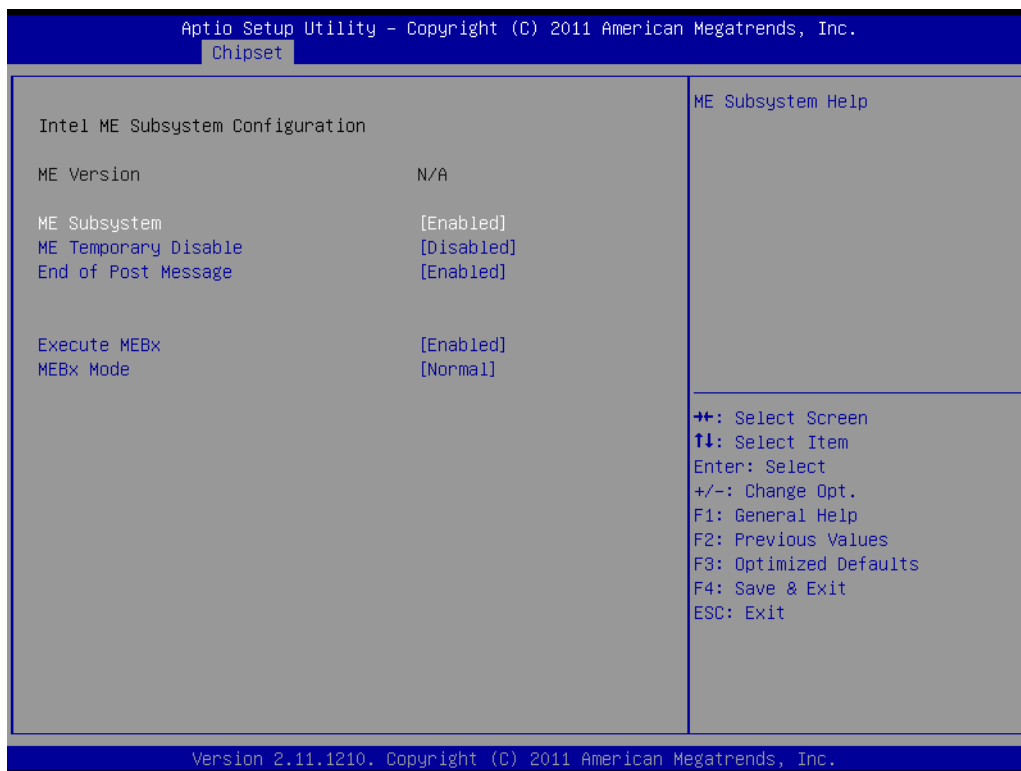 Aptio Setup Utility – Copyright (C) 2011 American Megatrends, Inc.
Chipset
Intel ME Subsystem Configuration
ME Version N/A
ME Subsystem [Enabled]
ME Temporary Disable [Disabled]
End of Post Message [Enabled]
Execute MEBx [Enabled]
MEBx Mode [Normal]
ME Subsystem Help
→←: Select Screen
↑↓: Select Item
Enter: Select
+/-: Change Opt.
F1: General Help
F2: Previous Values
F3: Optimized Defaults
F4: Save & Exit
ESC: Exit
Version 2.11.1210. Copyright (C) 2011 American Megatrends, Inc.